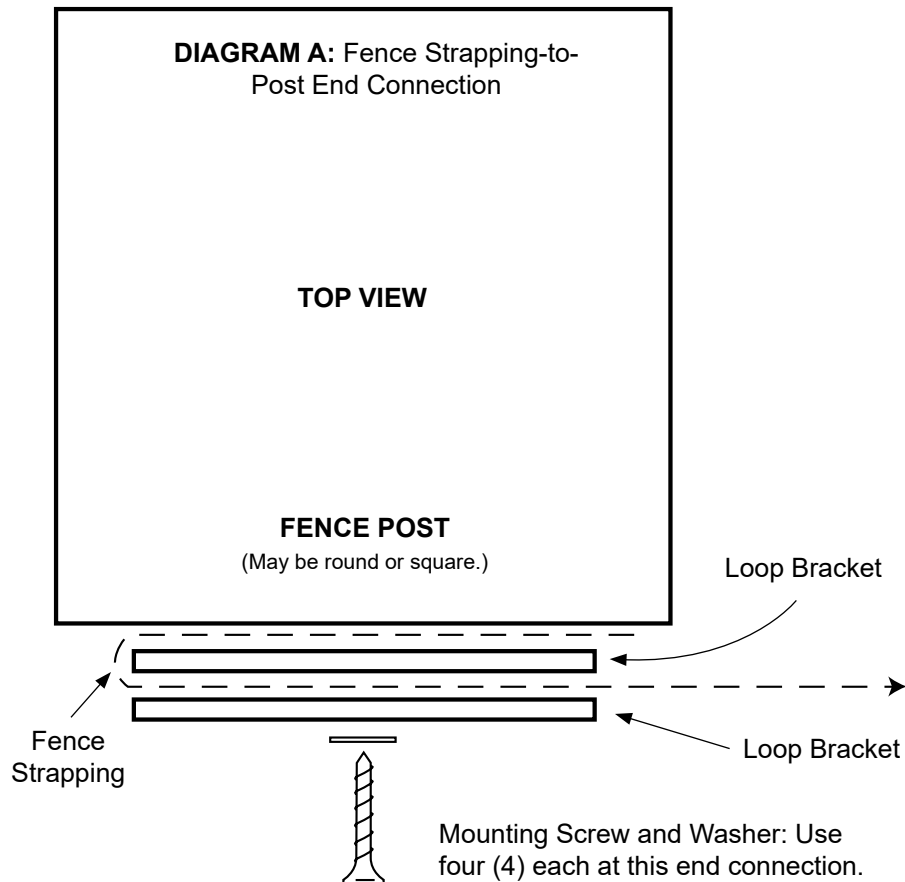 DIAGRAM A: Fence Strapping-to-
Post End Connection
TOP VIEW
FENCE POST
(May be round or square.)
Loop Bracket
Fence
Strapping
Loop Bracket
Mounting Screw and Washer: Use
four (4) each at this end connection.